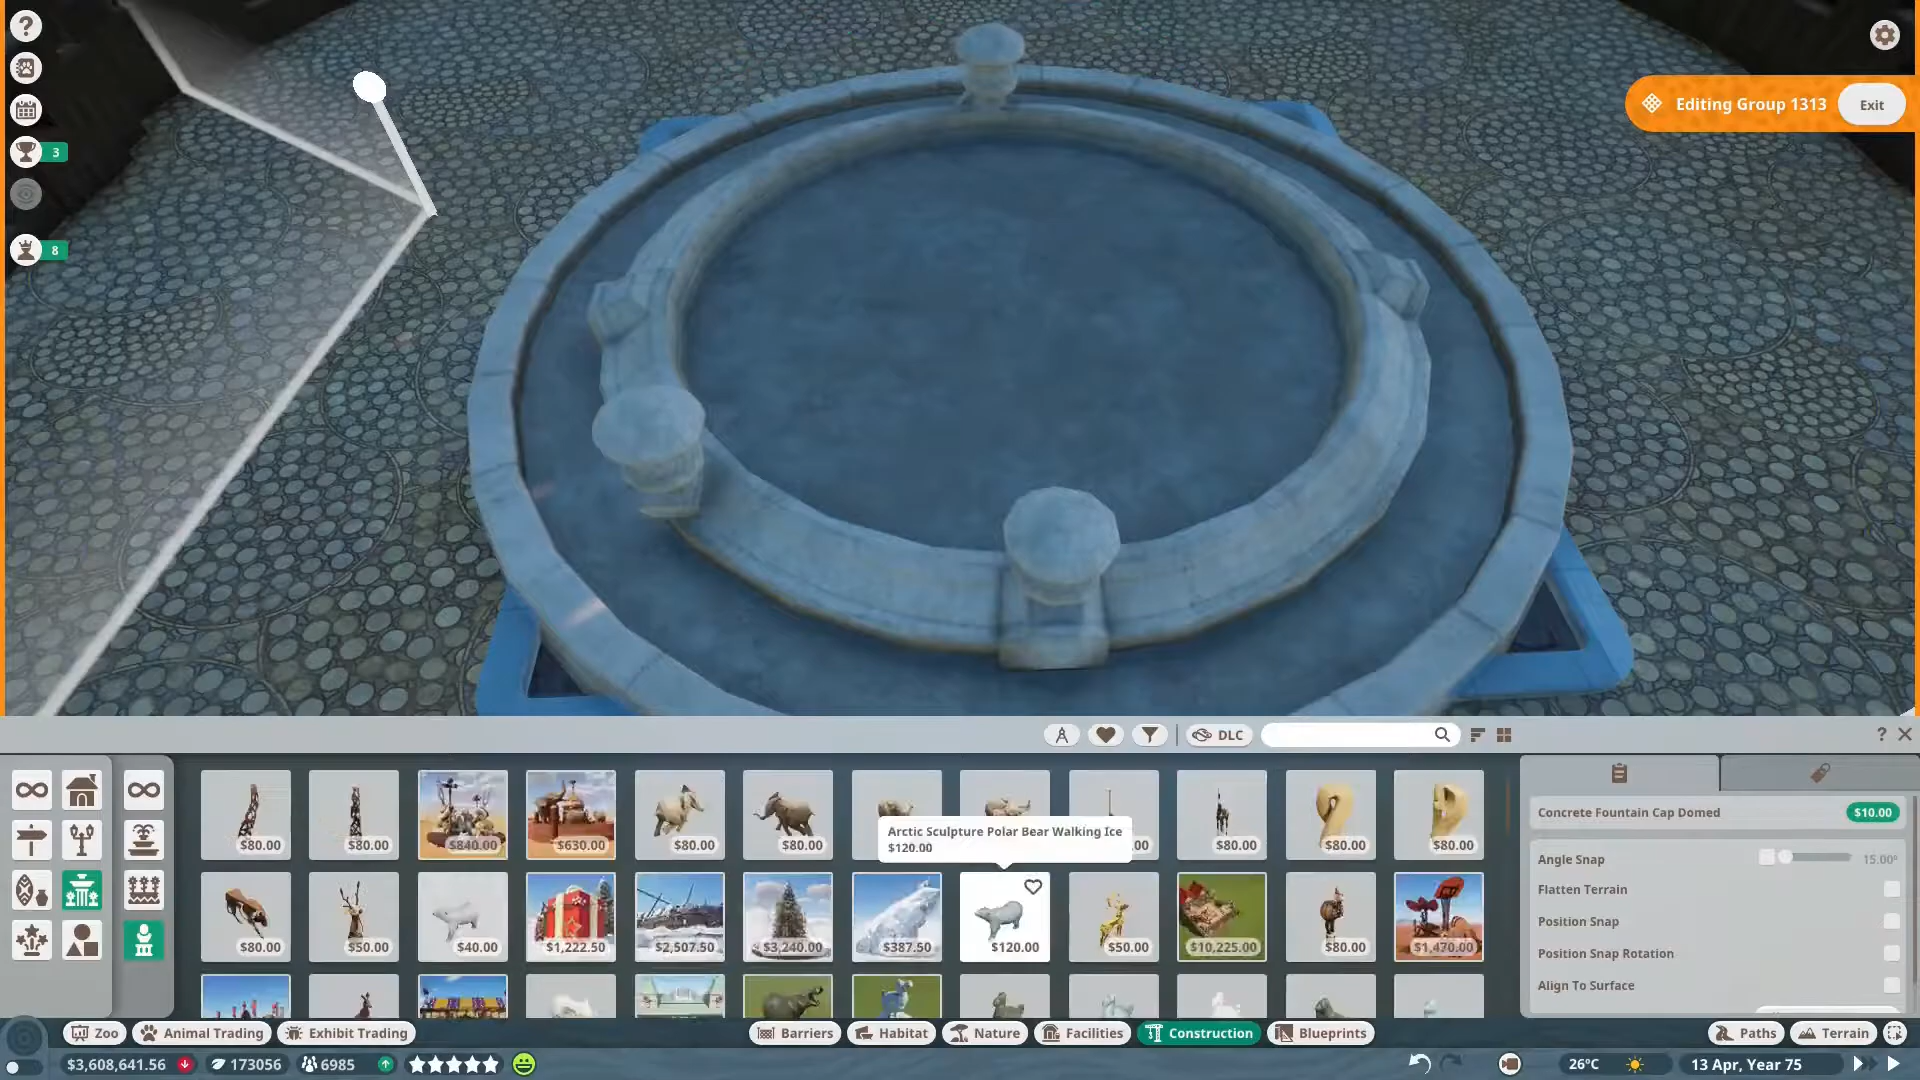 ?
Editing Group 1313
Exit
3
8
DLC
?
$80.00
$80.00
$840.00
$630.00
$80.00
$80.00
.00
$80.00
$80.00
$80.00
Arctic Sculpture Polar Bear Walking Ice
$120.00
$80.00
$50.00
$40.00
$1,222.50
$2,507.50
$3,240.00
$387.50
$120.00
$50.00
$10,225.00
$80.00
$1,470.00
Concrete Fountain Cap Domed
$10.00
Angle Snap
15.00°
Flatten Terrain
Position Snap
Position Snap Rotation
Align To Surface
Zoo
Animal Trading
Exhibit Trading
Barriers
Habitat
Nature
Facilities
Construction
Blueprints
Paths
Terrain
$3,608,641.56
173056
6985
26°C
13 Apr, Year 75